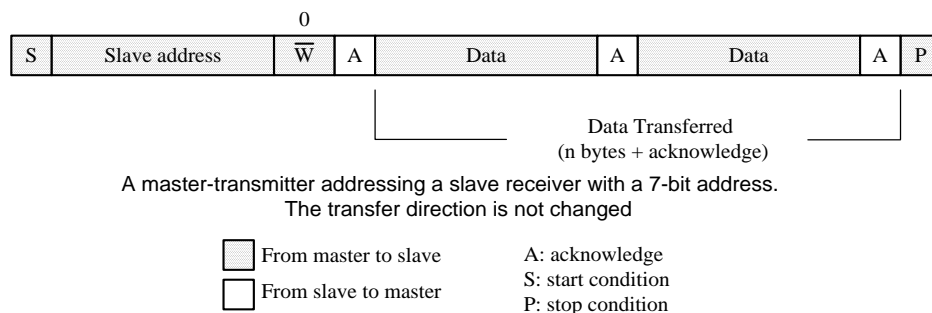 0
S Slave address W̅ A Data A Data A P
Data Transferred
(n bytes + acknowledge)
A master-transmitter addressing a slave receiver with a 7-bit address.
The transfer direction is not changed
From master to slave
From slave to master
A: acknowledge
S: start condition
P: stop condition